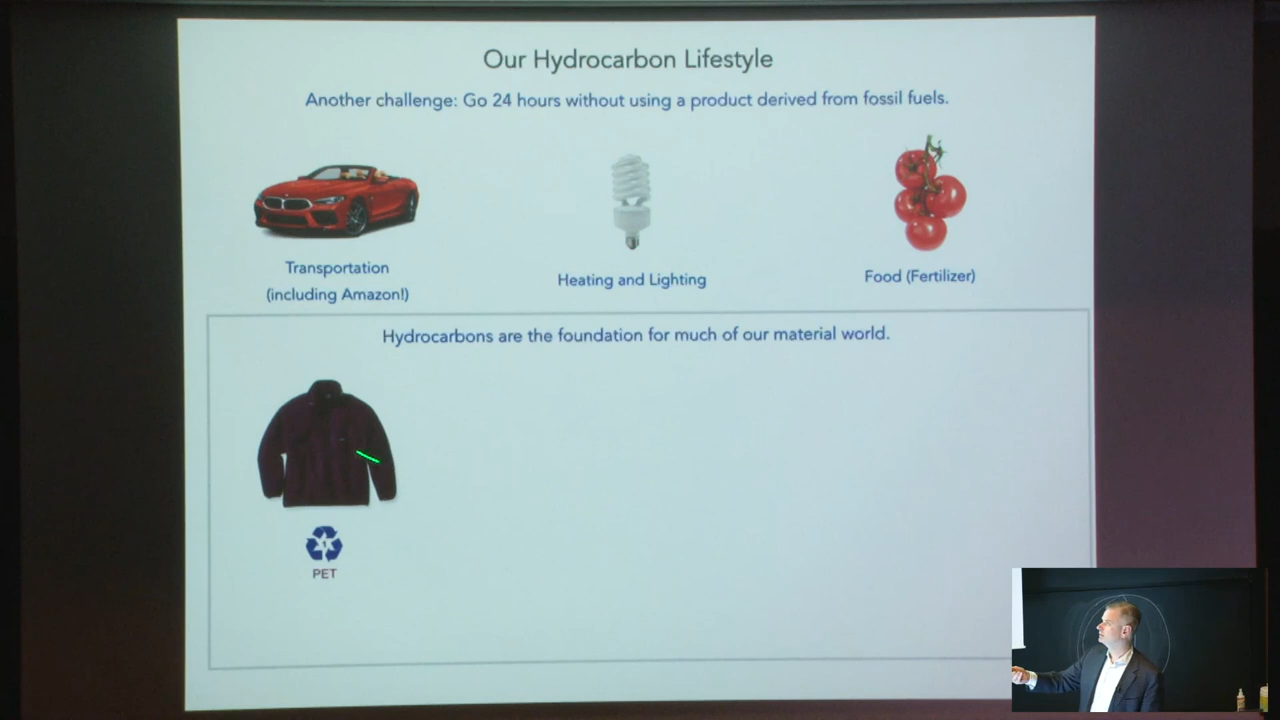 Our Hydrocarbon Lifestyle
Another challenge: Go 24 hours without using a product derived from fossil fuels.
Transportation
(including Amazon!)
Heating and Lighting
Food (Fertilizer)
Hydrocarbons are the foundation for much of our material world.
1
PET